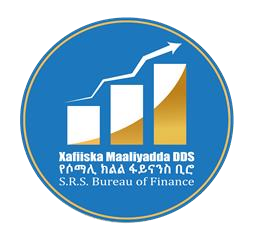 Xafiiska Maaliyadda DDS
የሶማሊ ክልል ፋይናንስ ቢሮ
S.R.S. Bureau of Finance